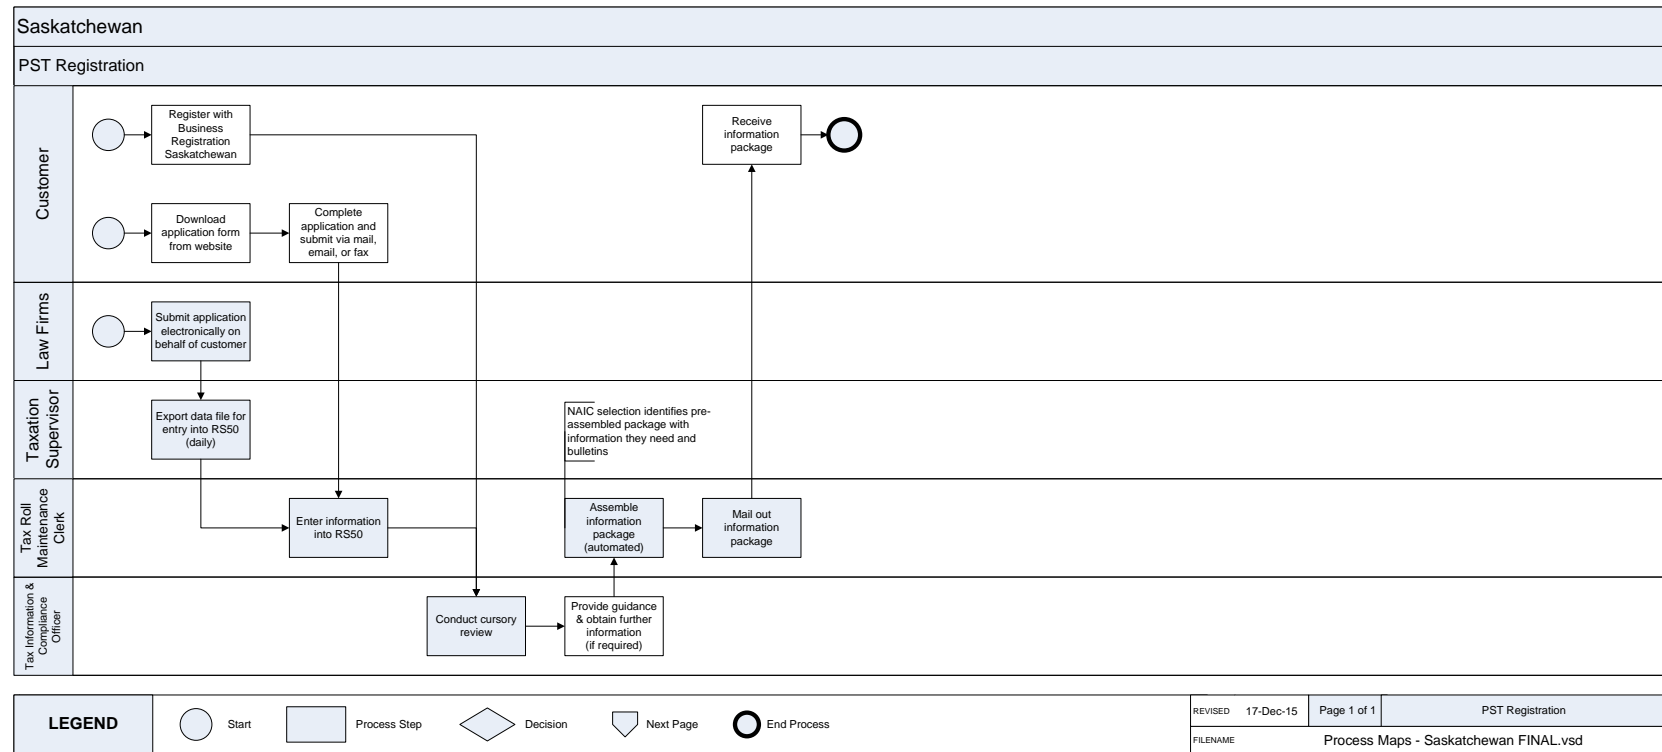 Saskatchewan
PST Registration
Customer
Register with
Business
Registration
Saskatchewan
Receive
information
package
Download
application form
from website
Complete
application and
submit via mail,
email, or fax
Law Firms
Submit application
electronically on
behalf of customer
Taxation
Supervisor
Export data file for
entry into RS50
(daily)
NAIC selection identifies pre-
assembled package with
information they need and
bulletins
Tax Roll
Maintenance
Clerk
Enter information
into RS50
Assemble
information
package
(automated)
Mail out
information
package
Tax Information &
Compliance
Officer
Conduct cursory
review
Provide guidance
& obtain further
information
(if required)
LEGEND
Start
Process Step
Decision
Next Page
End Process
REVISED 17-Dec-15 Page 1 of 1 PST Registration
FILENAME Process Maps - Saskatchewan FINAL.vsd